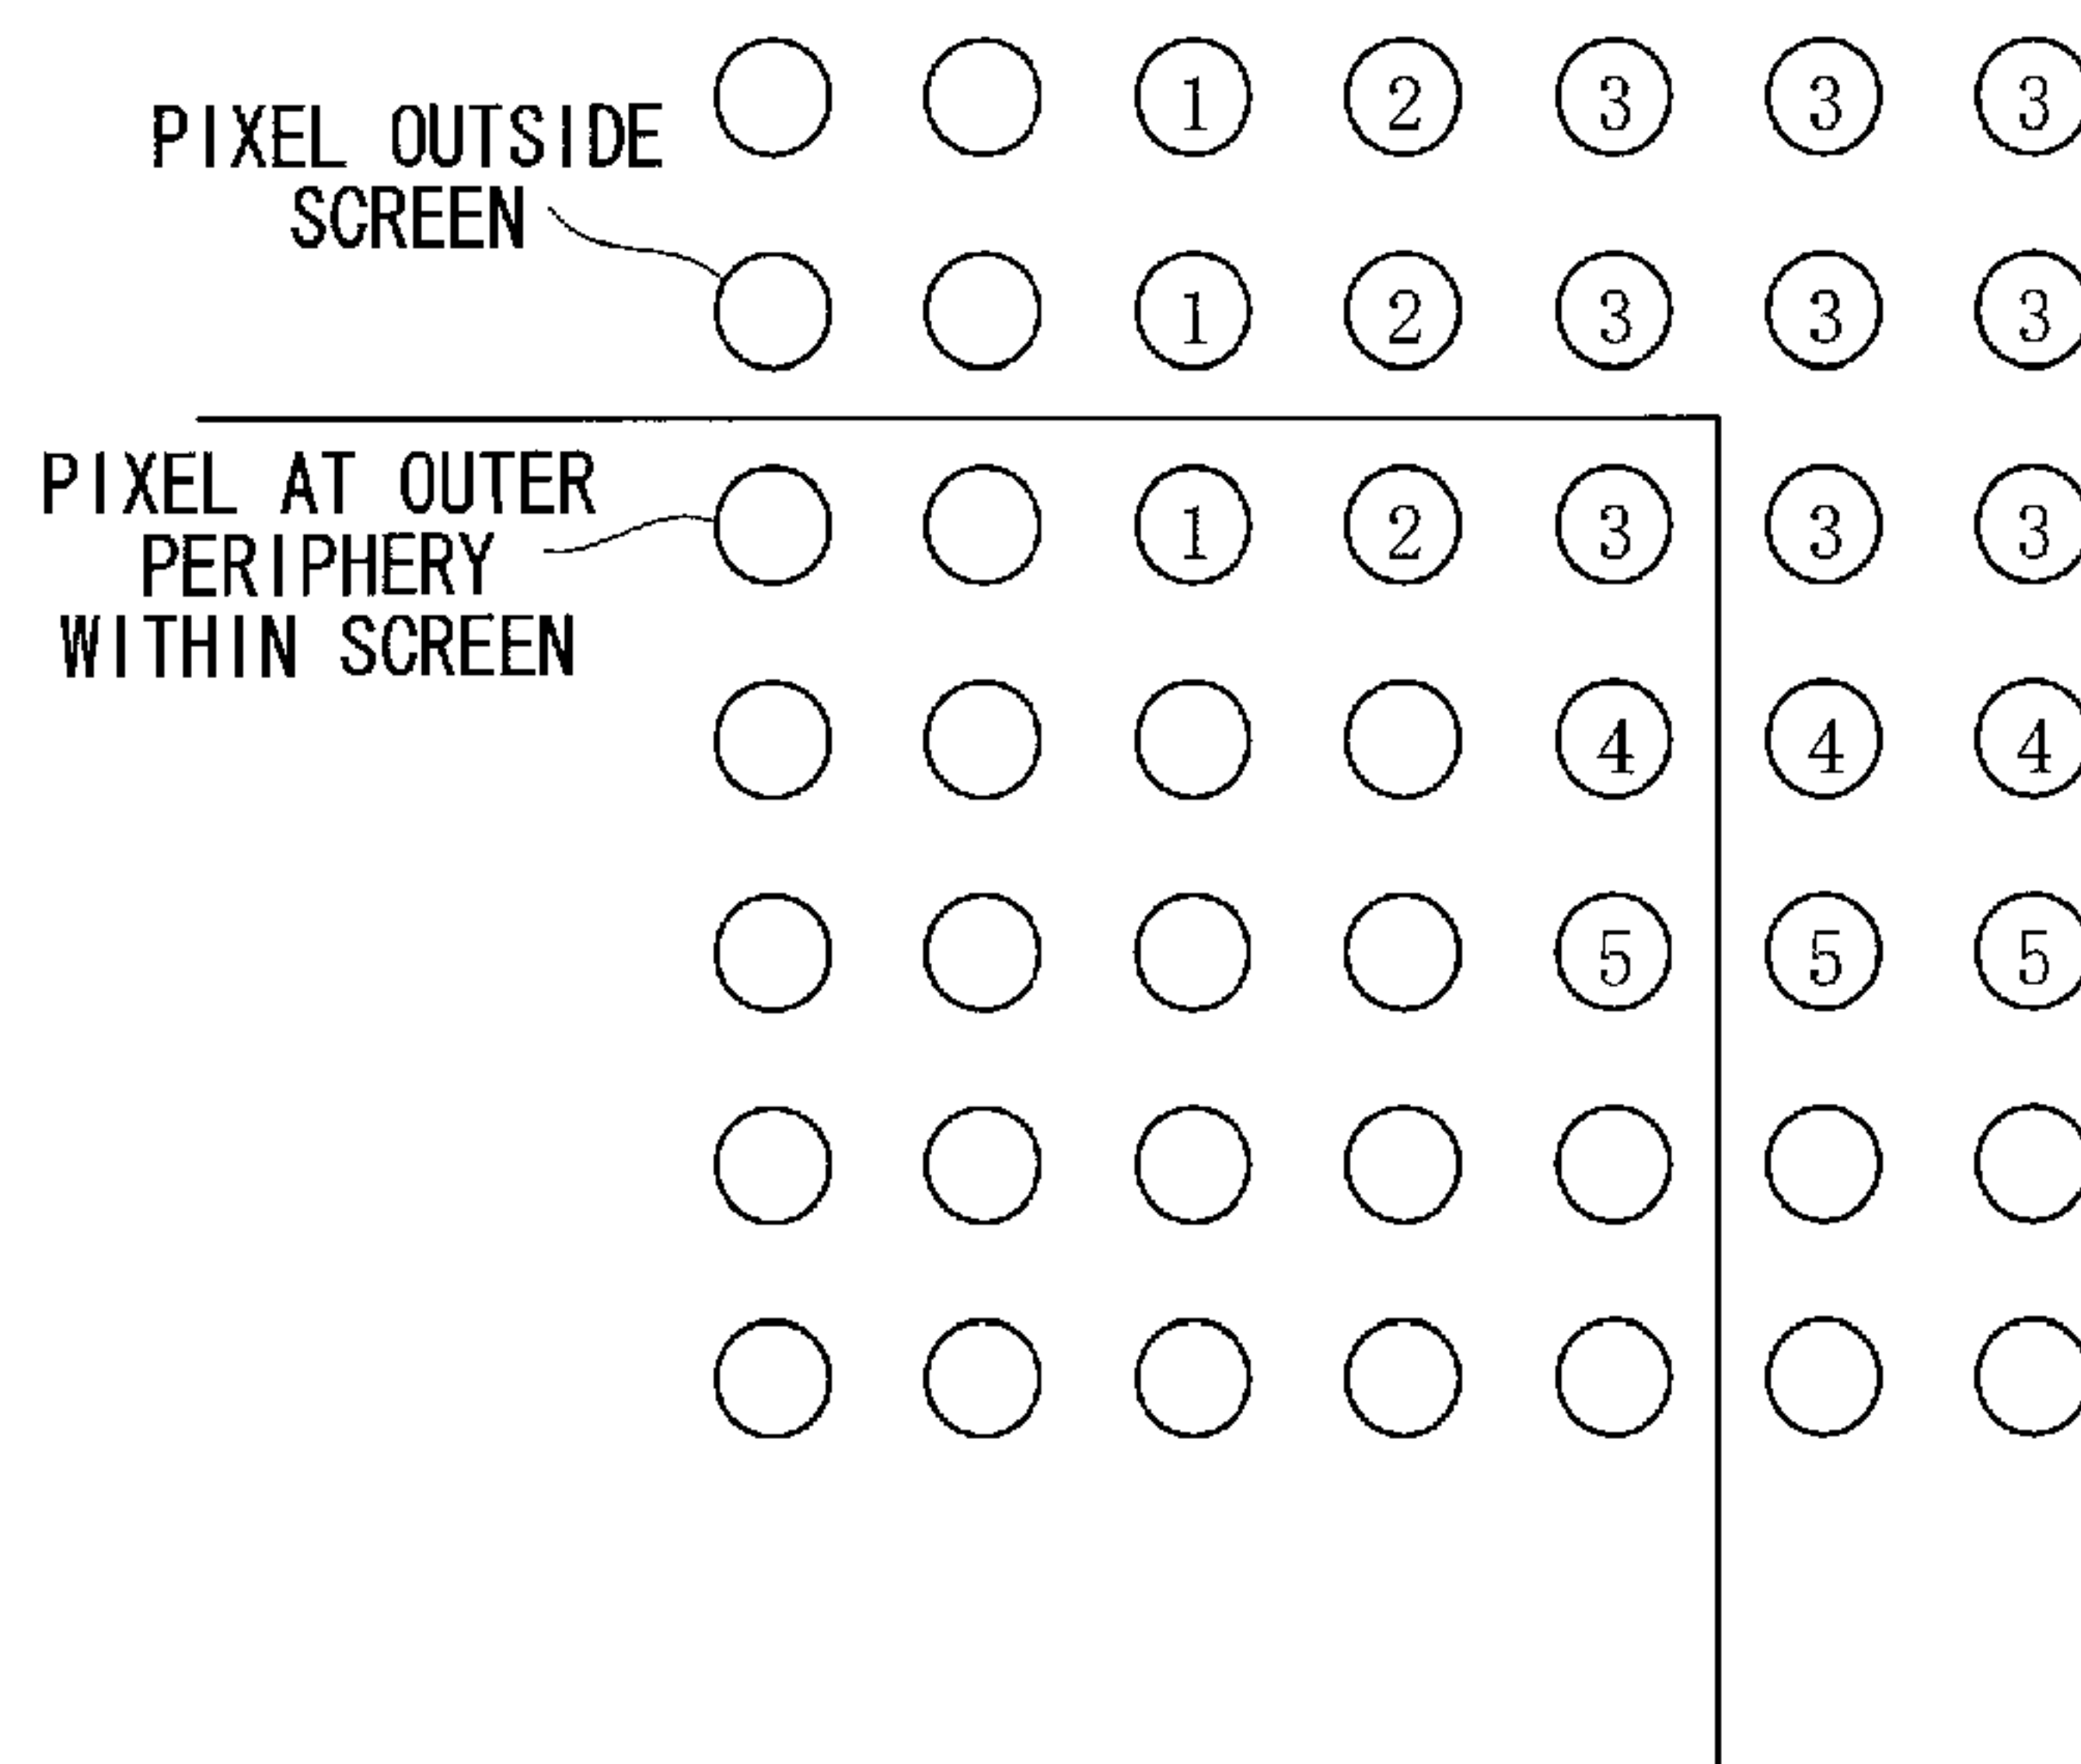 1 2 3 3 3
PIXEL OUTSIDE
SCREEN
1 2 3 3 3
PIXEL AT OUTER
PERIPHERY
WITHIN SCREEN
1 2 3 3 3
4 4 4
5 5 5